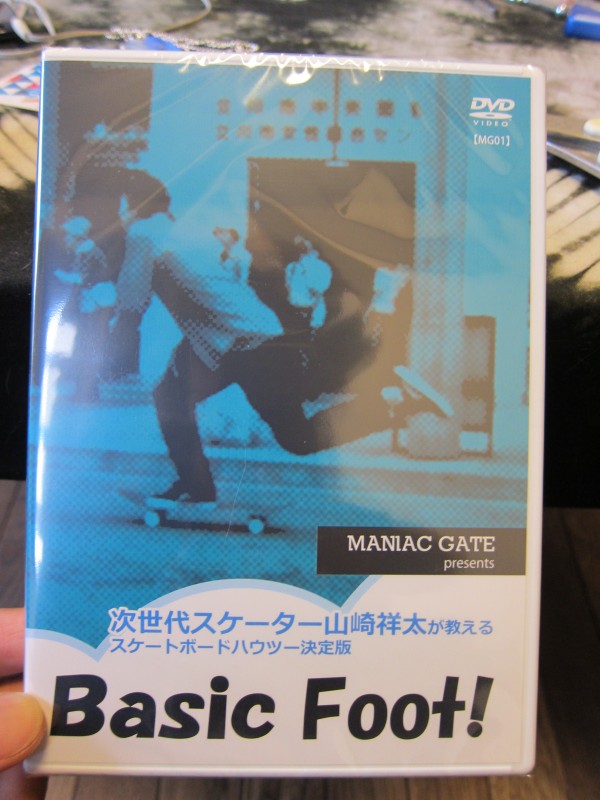 DVD
VIDEO
【MG01】
MANIAC GATE
presents
次世代スケーター山崎祥太が教える
スケートボードハウツー決定版
Basic Foot!